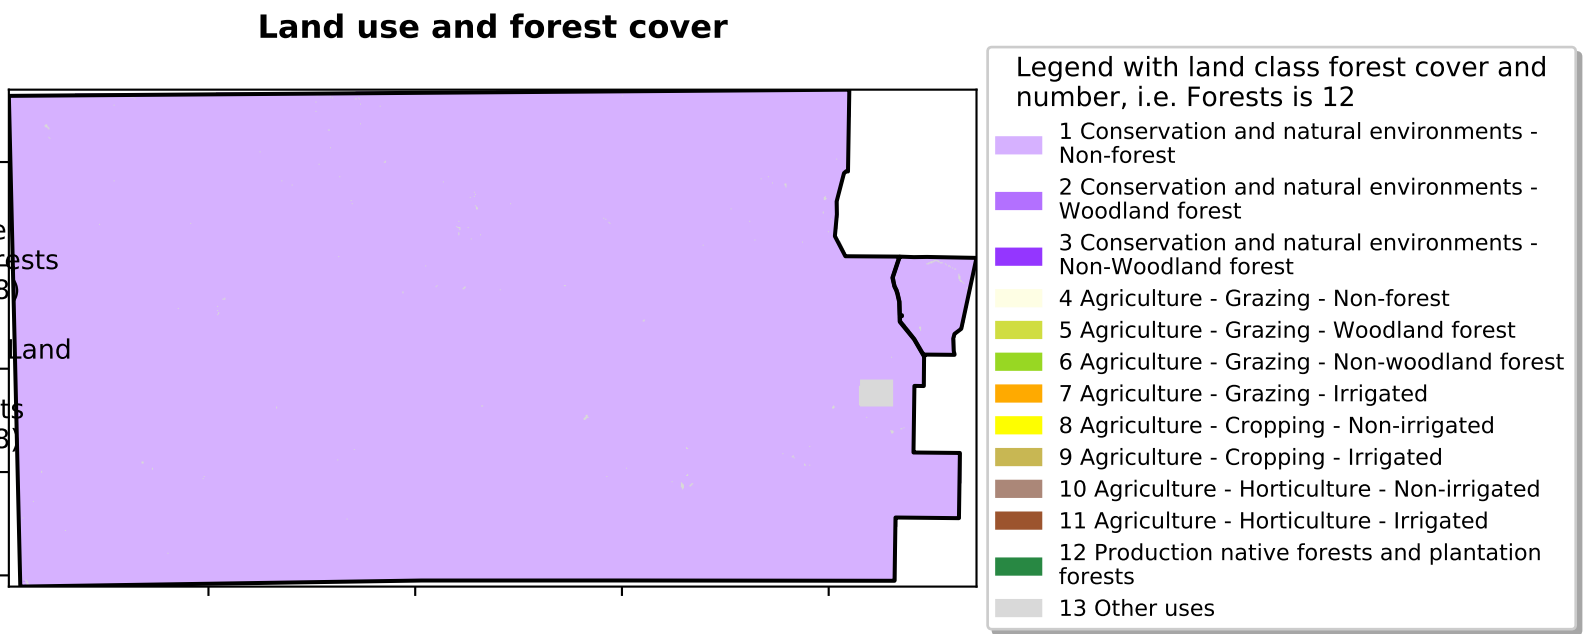 Land use and forest cover
e
rests
3)
Land
ts
3)
Legend with land class forest cover and
number, i.e. Forests is 12
1 Conservation and natural environments -
Non-forest
2 Conservation and natural environments -
Woodland forest
3 Conservation and natural environments -
Non-Woodland forest
4 Agriculture - Grazing - Non-forest
5 Agriculture - Grazing - Woodland forest
6 Agriculture - Grazing - Non-woodland forest
7 Agriculture - Grazing - Irrigated
8 Agriculture - Cropping - Non-irrigated
9 Agriculture - Cropping - Irrigated
10 Agriculture - Horticulture - Non-irrigated
11 Agriculture - Horticulture - Irrigated
12 Production native forests and plantation
forests
13 Other uses